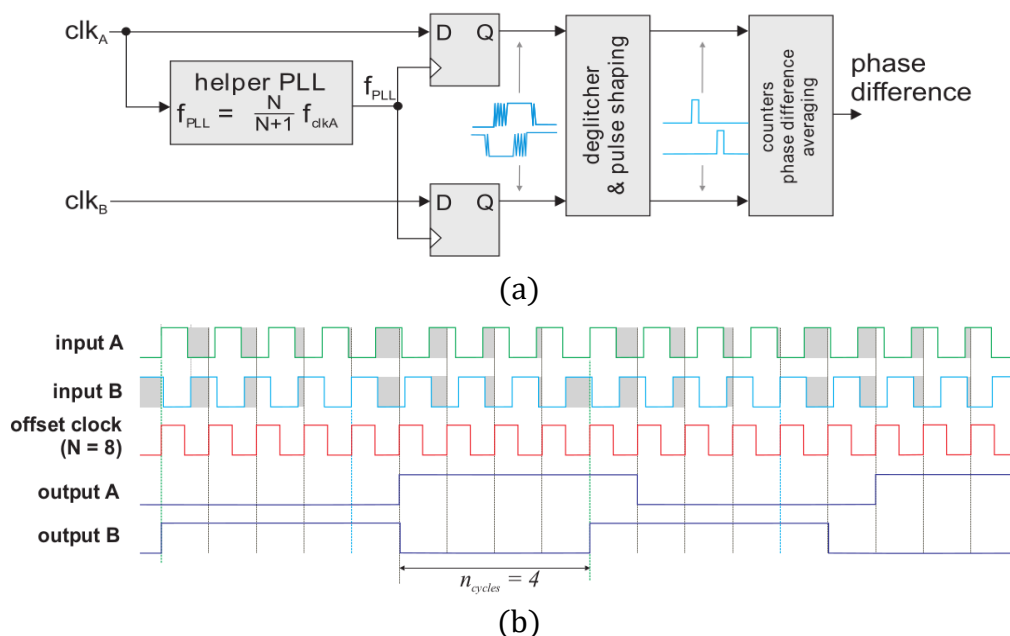 clkA
helper PLL
fPLL = N/N+1 fclkA
fPLL
D Q
deglitcher
& pulse shaping
counters
phase difference
averaging
phase
difference
clkB
D Q
(a)
input A
input B
offset clock
(N = 8)
output A
output B
ncycles = 4
(b)